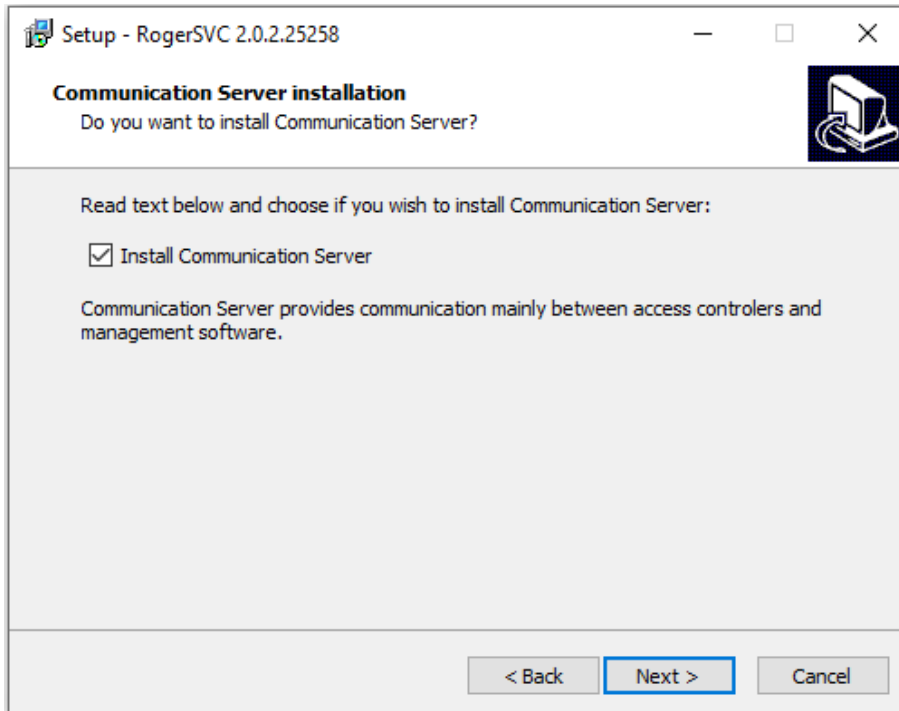 Setup - RogerSVC 2.0.2.25258
Communication Server installation
Do you want to install Communication Server?
Read text below and choose if you wish to install Communication Server:
Install Communication Server
Communication Server provides communication mainly between access controlers and
management software.
< Back
Next >
Cancel